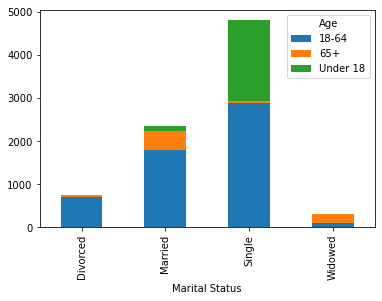 5000
4000
3000
2000
1000
0
Age
18-64
65+
Under 18
Divorced
Married
Single
Widowed
Marital Status